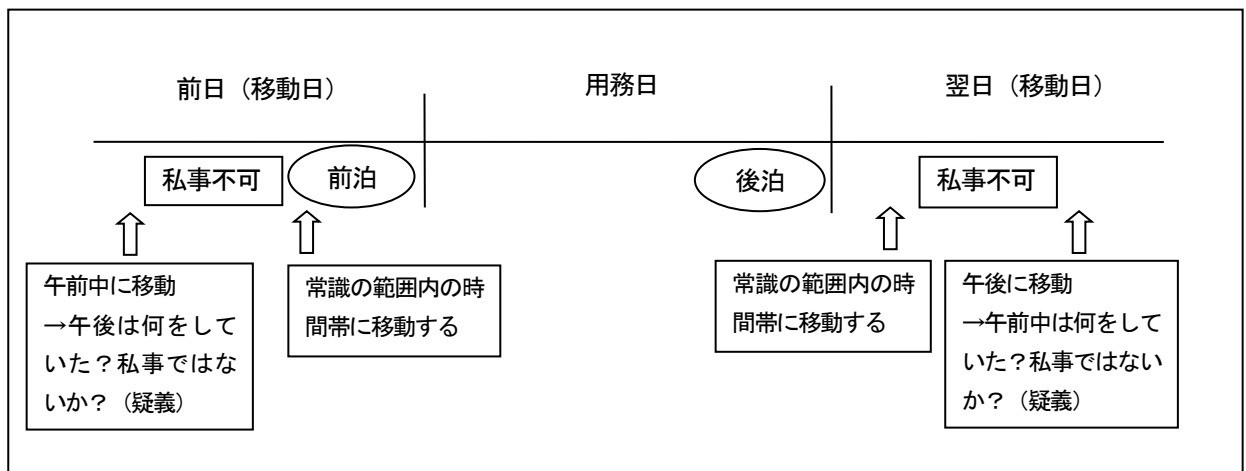 前日（移動日）
用務日
翌日（移動日）
私事不可
前泊
後泊
私事不可
午前中に移動
→午後は何をして
いた？私事ではな
いか？（疑義）
常識の範囲内の時
間帯に移動する
常識の範囲内の時
間帯に移動する
午後に移動
→午前中は何をして
いた？私事ではない
か？（疑義）